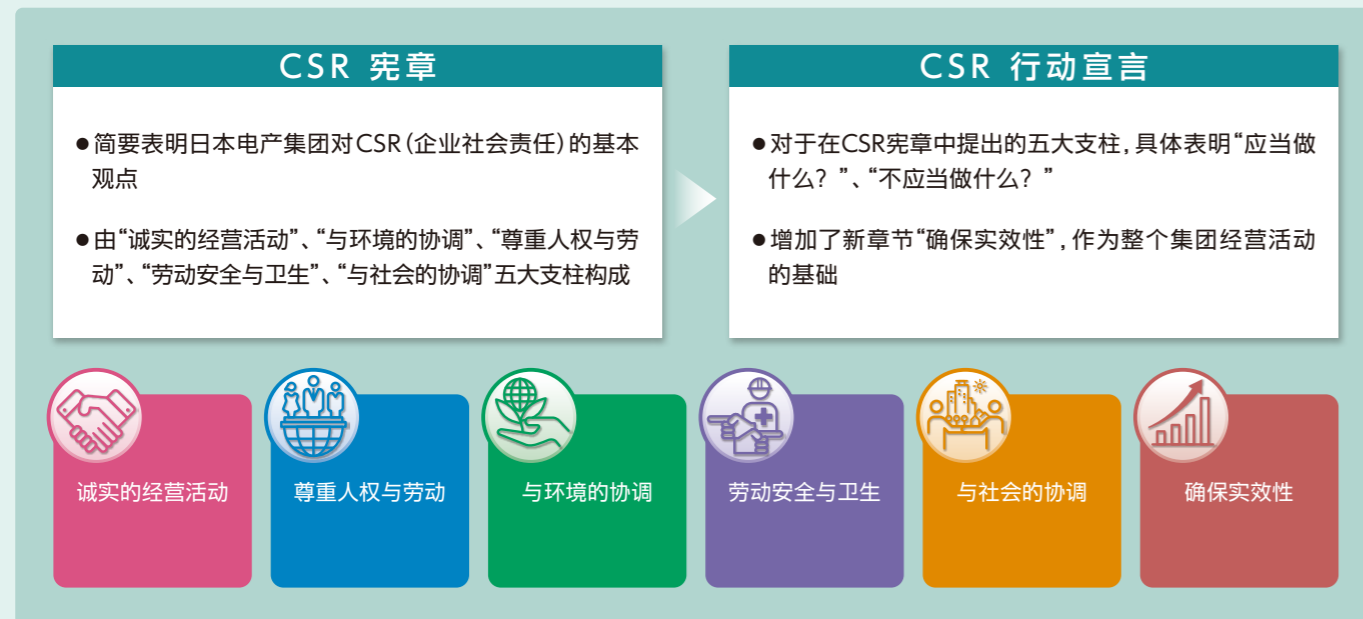 CSR 宪章
●简要表明日本电产集团对CSR(企业社会责任)的基本
观点
●由“诚实的经营活动”、“与环境的协调”、“尊重人权与劳
动”、“劳动安全与卫生”、“与社会的协调”五大支柱构成
CSR 行动宣言
●对于在CSR宪章中提出的五大支柱,具体表明“应当做
什么？”、“不应当做什么？”
●增加了新章节“确保实效性”,作为整个集团经营活动
的基础
诚实的经营活动
尊重人权与劳动
与环境的协调
劳动安全与卫生
与社会的协调
确保实效性